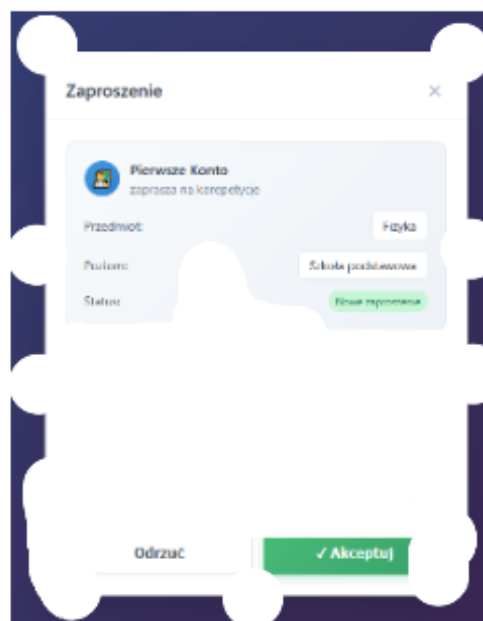 Zaproszenie ×
Pierwsze Konto
zaprasza na korepetycje
Przedmiot: Fizyka
Poziom: Szkoła podstawowa
Status: Nowe zaproszenie
Odrzuć ✓ Akceptuj